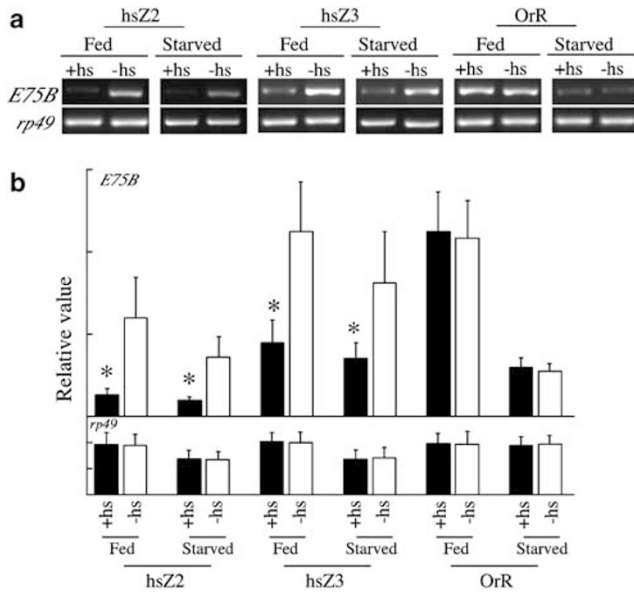 a
hsZ2 hsZ3 OrR
Fed Starved Fed Starved Fed Starved
+hs -hs +hs -hs +hs -hs +hs -hs +hs -hs +hs -hs
E75B
rp49
b
E75B
Relative value
* * * *
rp49
+hs -hs +hs -hs +hs -hs +hs -hs +hs -hs +hs -hs
Fed Starved Fed Starved Fed Starved
hsZ2 hsZ3 OrR